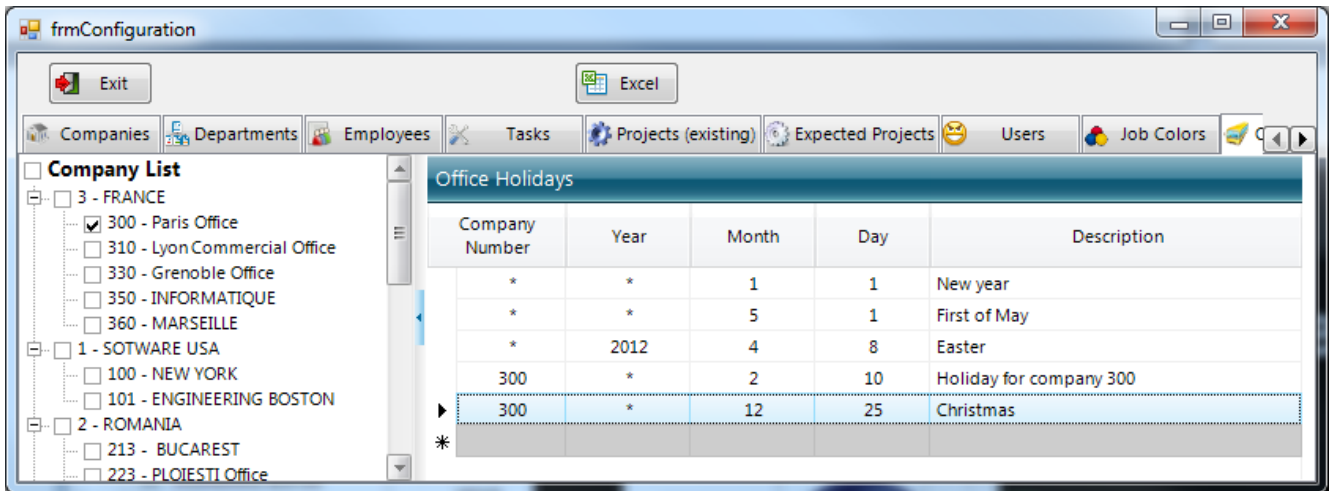 frmConfiguration
Exit
Excel
Companies
Departments
Employees
Tasks
Projects (existing)
Expected Projects
Users
Job Colors
Company List
3 - FRANCE
300 - Paris Office
310 - Lyon Commercial Office
330 - Grenoble Office
350 - INFORMATIQUE
360 - MARSEILLE
1 - SOTWARE USA
100 - NEW YORK
101 - ENGINEERING BOSTON
2 - ROMANIA
213 - BUCAREST
223 - PLOIESTI Office
Office Holidays
Company Number Year Month Day Description
* * 1 1 New year
* * 5 1 First of May
* 2012 4 8 Easter
300 * 2 10 Holiday for company 300
300 * 12 25 Christmas